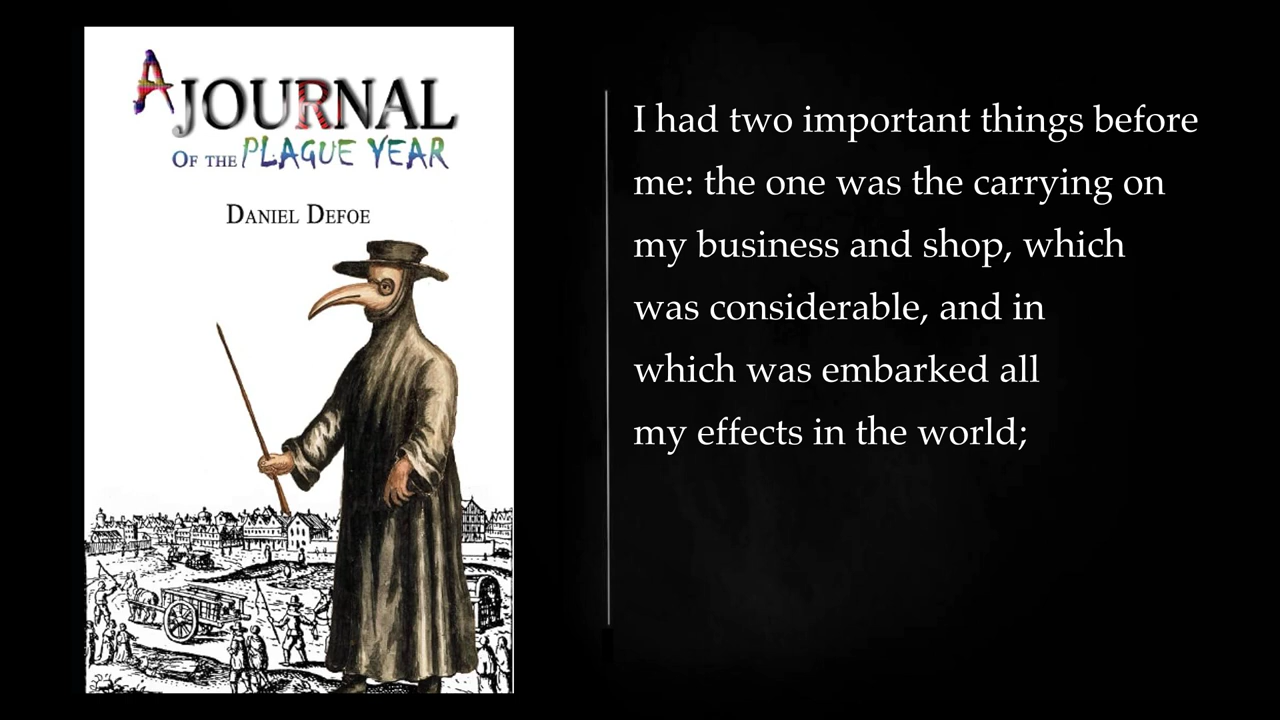 A JOURNAL
OF THE PLAGUE YEAR
DANIEL DEFOE
I had two important things before
me: the one was the carrying on
my business and shop, which
was considerable, and in
which was embarked all
my effects in the world;